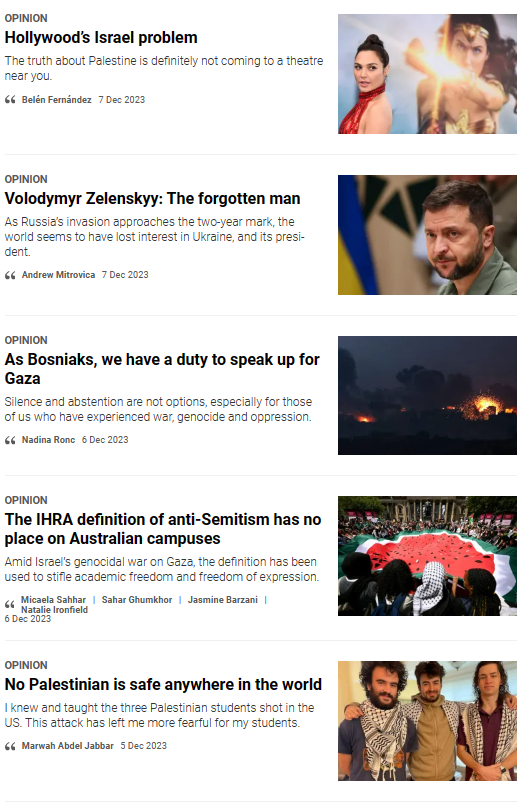 OPINION
Hollywood’s Israel problem
The truth about Palestine is definitely not coming to a theatre
near you.
Belén Fernández 7 Dec 2023
OPINION
Volodymyr Zelenskyy: The forgotten man
As Russia’s invasion approaches the two-year mark, the
world seems to have lost interest in Ukraine, and its presi-
dent.
Andrew Mitrovica 7 Dec 2023
OPINION
As Bosniaks, we have a duty to speak up for
Gaza
Silence and abstention are not options, especially for those
of us who have experienced war, genocide and oppression.
Nadina Ronc 6 Dec 2023
OPINION
The IHRA definition of anti-Semitism has no
place on Australian campuses
Amid Israel’s genocidal war on Gaza, the definition has been
used to stifle academic freedom and freedom of expression.
Micaela Sahhar | Sahar Ghumkhor | Jasmine Barzani |
Natalie Ironfield
6 Dec 2023
OPINION
No Palestinian is safe anywhere in the world
I knew and taught the three Palestinian students shot in the
US. This attack has left me more fearful for my students.
Marwah Abdel Jabbar 5 Dec 2023